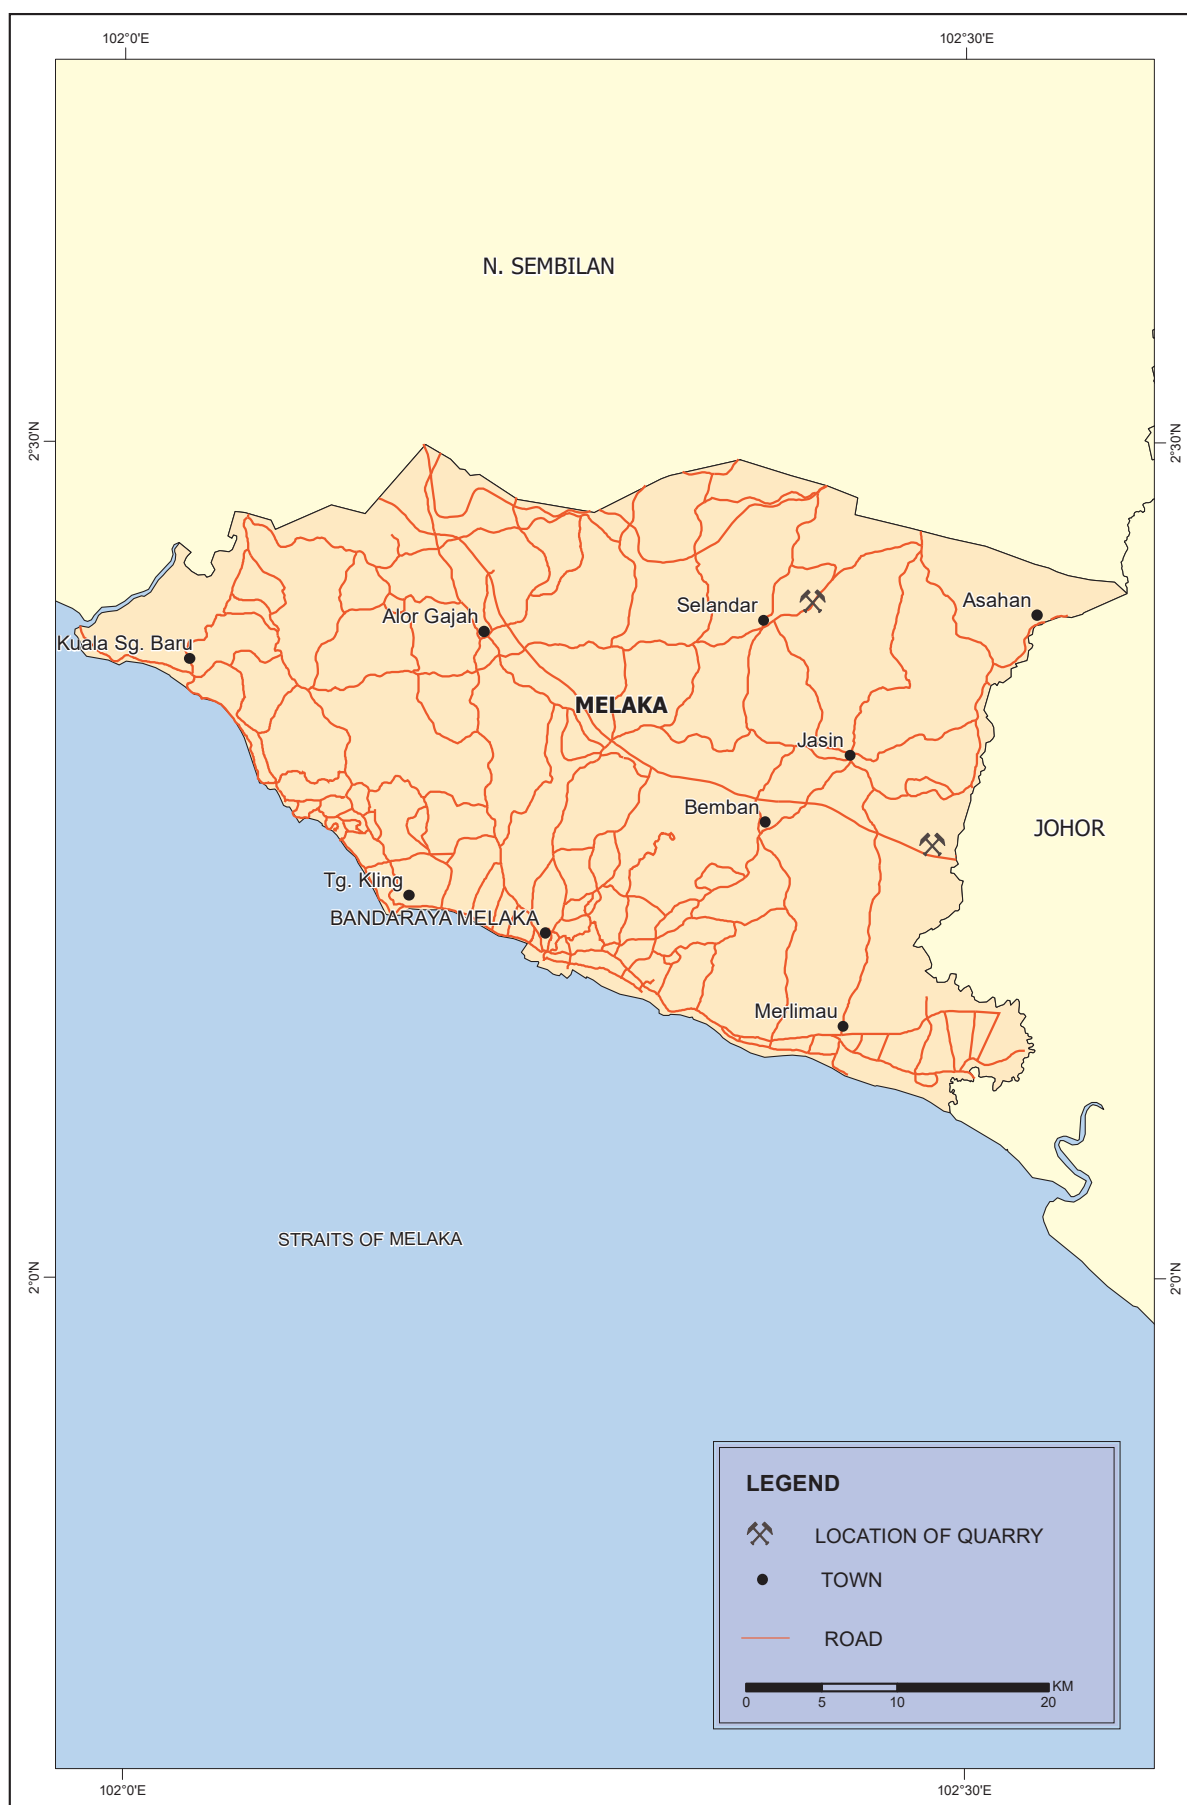 102°0'E
102°30'E
N. SEMBILAN
2°30'N
2°30'N
Alor Gajah
Selandar
Asahan
Kuala Sg. Baru
MELAKA
Jasin
Bemban
JOHOR
Tg. Kling
BANDARAYA MELAKA
Merlimau
STRAITS OF MELAKA
2°0'N
2°0'N
LEGEND
LOCATION OF QUARRY
TOWN
ROAD
KM
0 5 10 20
102°0'E
102°30'E